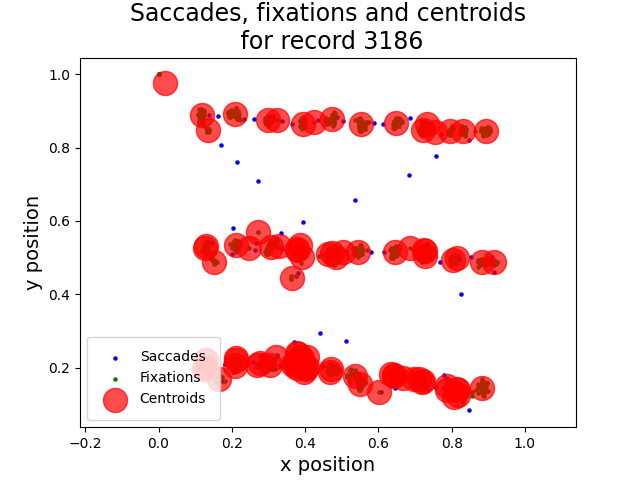 Saccades, fixations and centroids
for record 3186
y position
1.0
0.8
0.6
0.4
0.2
Saccades
Fixations
Centroids
−0.2
0.0
0.2
0.4
0.6
0.8
1.0
x position